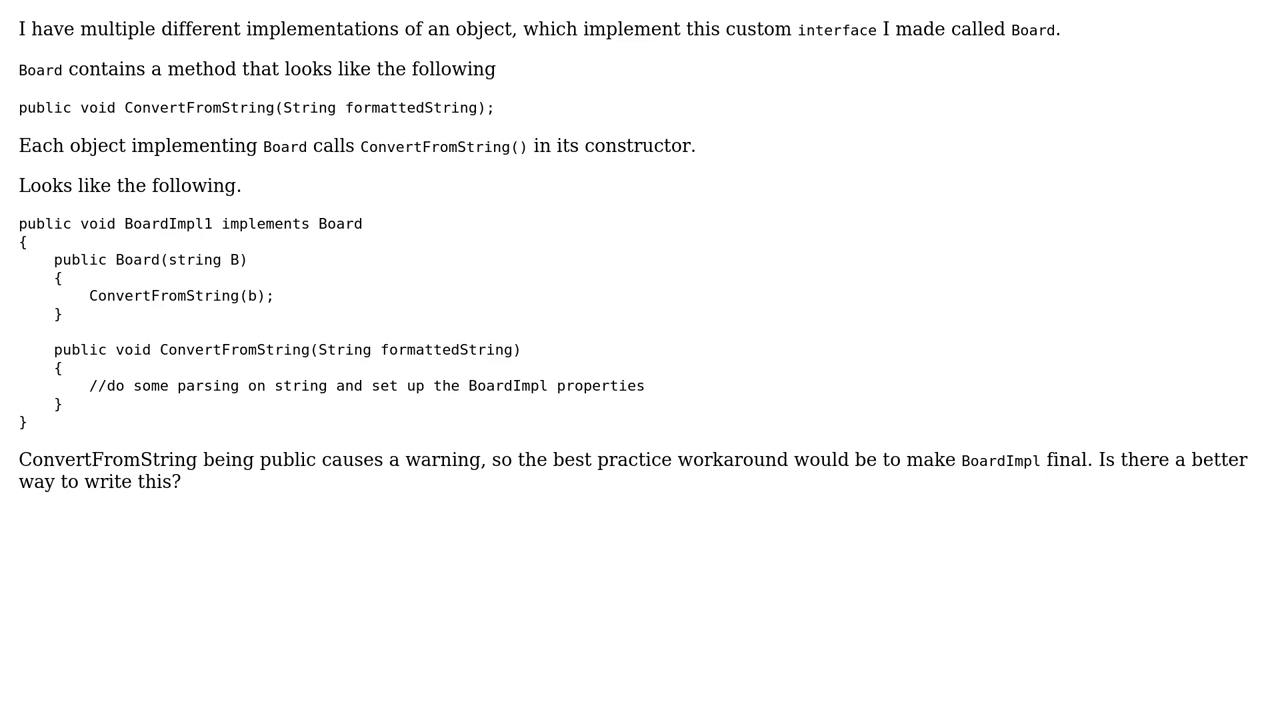 I have multiple different implementations of an object, which implement this custom interface I made called Board.
Board contains a method that looks like the following
public void ConvertFromString(String formattedString);
Each object implementing Board calls ConvertFromString() in its constructor.
Looks like the following.
public void BoardImpl1 implements Board
{
    public Board(string B)
    {
        ConvertFromString(b);
    }
    public void ConvertFromString(String formattedString)
    {
        //do some parsing on string and set up the BoardImpl properties
    }
}
ConvertFromString being public causes a warning, so the best practice workaround would be to make BoardImpl final. Is there a better
way to write this?